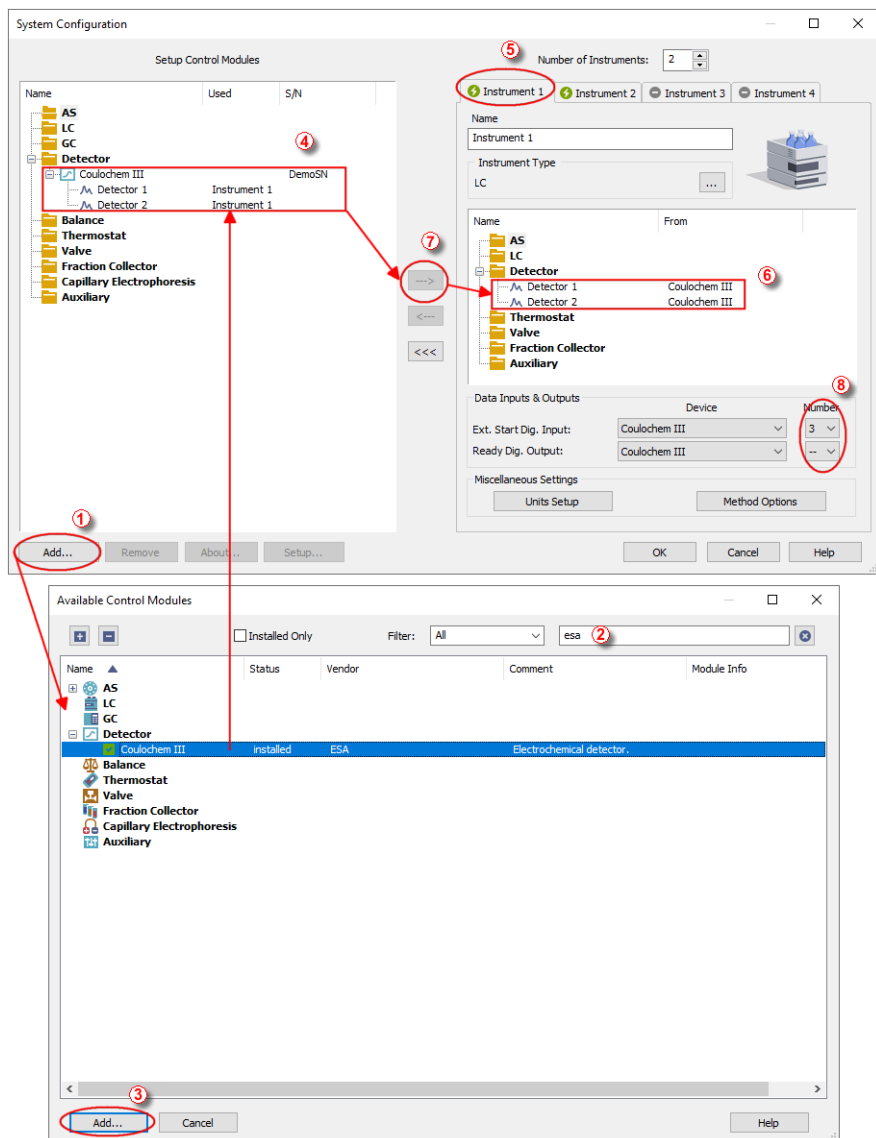 System Configuration
Setup Control Modules
Name Used S/N
AS
LC
GC
Detector
Coulochem III DemoSN
Detector 1 Instrument 1
Detector 2 Instrument 1
Balance
Thermostat
Valve
Fraction Collector
Capillary Electrophoresis
Auxiliary
4
7
--->
<---
<<<
5
Number of Instruments: 2
Instrument 1 Instrument 2 Instrument 3 Instrument 4
Name
Instrument 1
Instrument Type
LC ...
Name From
AS
LC
Detector
Detector 1 Coulochem III
Detector 2 Coulochem III
Thermostat
Valve
Fraction Collector
Auxiliary
6
8
Data Inputs & Outputs
Device Number
Ext. Start Dig. Input: Coulochem III 3
Ready Dig. Output: Coulochem III --
Miscellaneous Settings
Units Setup Method Options
1
Add... Remove About... Setup... OK Cancel Help
Available Control Modules
Installed Only Filter: All esa 2
Name Status Vendor Comment Module Info
AS
LC
GC
Detector
Coulochem III installed ESA Electrochemical detector.
Balance
Thermostat
Valve
Fraction Collector
Capillary Electrophoresis
Auxiliary
3
Add... Cancel Help